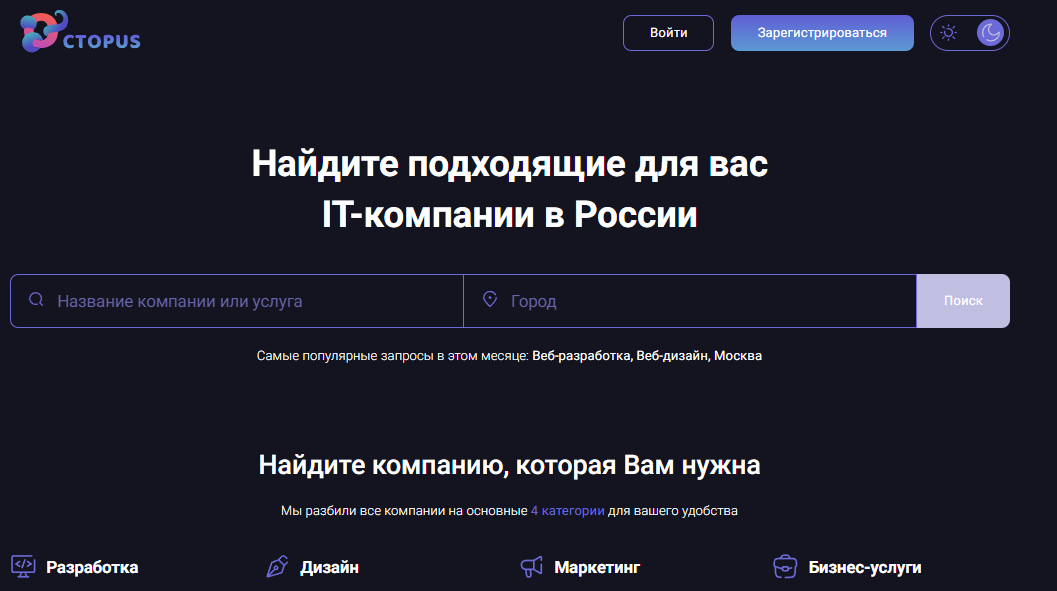 OCTOPUS
Войти
Зарегистрироваться
Найдите подходящие для вас
IT-компании в России
Название компании или услуга
Город
Поиск
Самые популярные запросы в этом месяце: Веб-разработка, Веб-дизайн, Москва
Найдите компанию, которая Вам нужна
Мы разбили все компании на основные 4 категории для вашего удобства
Разработка
Дизайн
Маркетинг
Бизнес-услуги